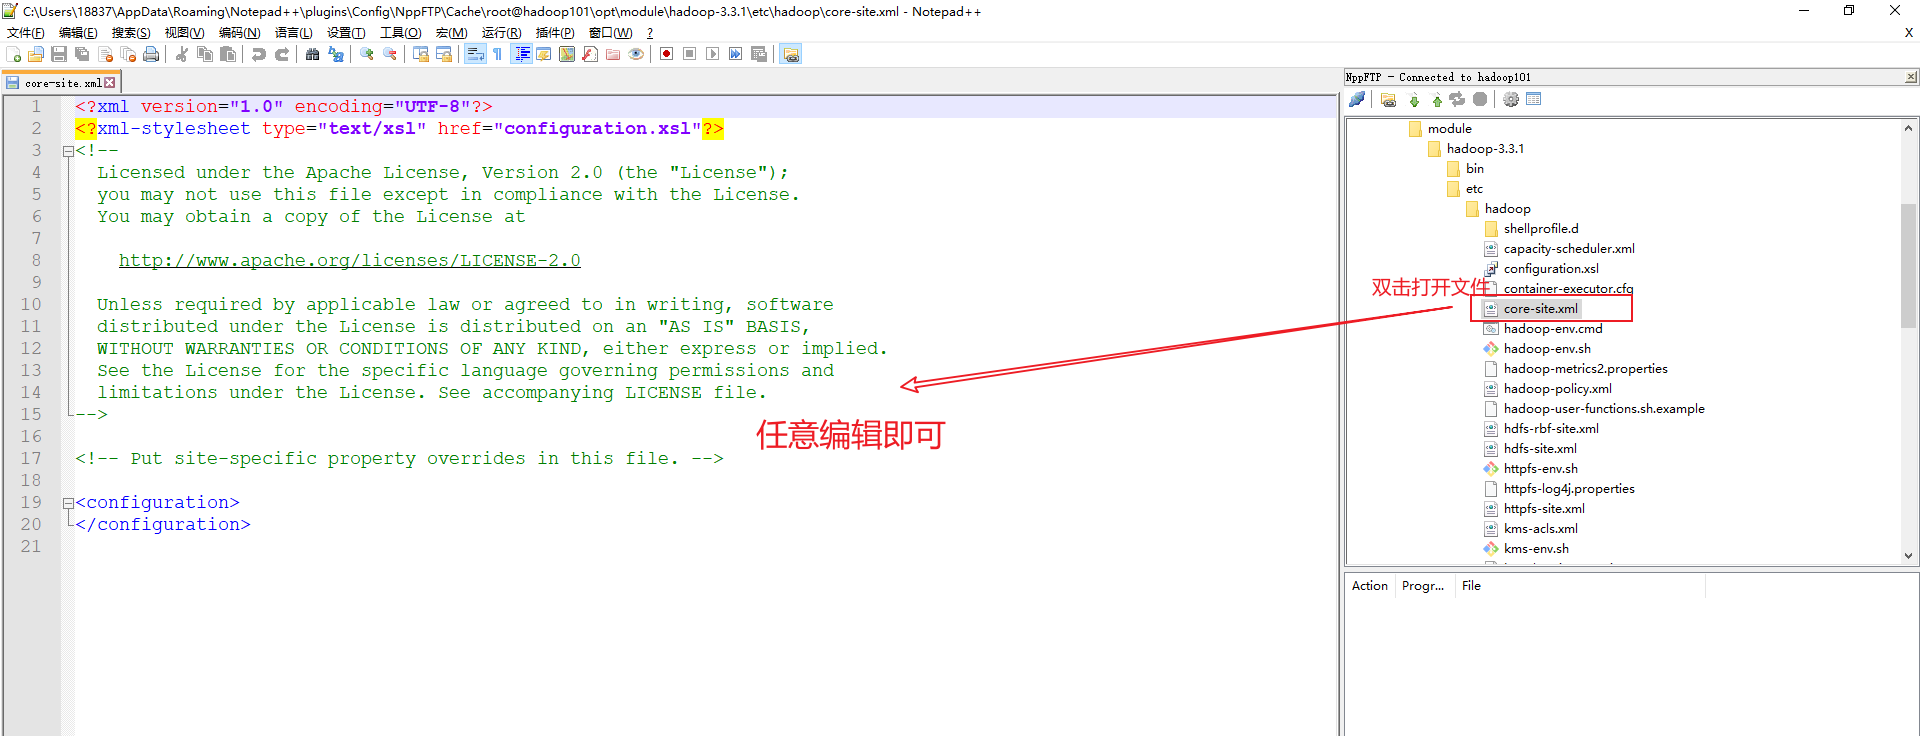 C:\Users\18837\AppData\Roaming\Notepad++\plugins\Config\NppFTP\Cache\root@hadoop101\opt\module\hadoop-3.3.1\etc\hadoop\core-site.xml - Notepad++
文件(F) 编辑(E) 搜索(S) 视图(V) 编码(N) 语言(L) 设置(T) 工具(O) 宏(M) 运行(R) 插件(P) 窗口(W) ? X
core-site.xml
1 <?xml version="1.0" encoding="UTF-8"?>
2 <?xml-stylesheet type="text/xsl" href="configuration.xsl"?>
3 <!--
4 Licensed under the Apache License, Version 2.0 (the "License");
5 you may not use this file except in compliance with the License.
6 You may obtain a copy of the License at
7
8 http://www.apache.org/licenses/LICENSE-2.0
9
10 Unless required by applicable law or agreed to in writing, software
11 distributed under the License is distributed on an "AS IS" BASIS,
12 WITHOUT WARRANTIES OR CONDITIONS OF ANY KIND, either express or implied.
13 See the License for the specific language governing permissions and
14 limitations under the License. See accompanying LICENSE file.
15 -->
16
17 <!-- Put site-specific property overrides in this file. -->
18
19 <configuration>
20 </configuration>
21
任意编辑即可
NppFTP - Connected to hadoop101
module
hadoop-3.3.1
bin
etc
hadoop
shellprofile.d
capacity-scheduler.xml
configuration.xsl
双击打开文件
container-executor.cfg
core-site.xml
hadoop-env.cmd
hadoop-env.sh
hadoop-metrics2.properties
hadoop-policy.xml
hadoop-user-functions.sh.example
hdfs-rbf-site.xml
hdfs-site.xml
httpfs-env.sh
httpfs-log4j.properties
httpfs-site.xml
kms-acls.xml
kms-env.sh
Action Progr... File